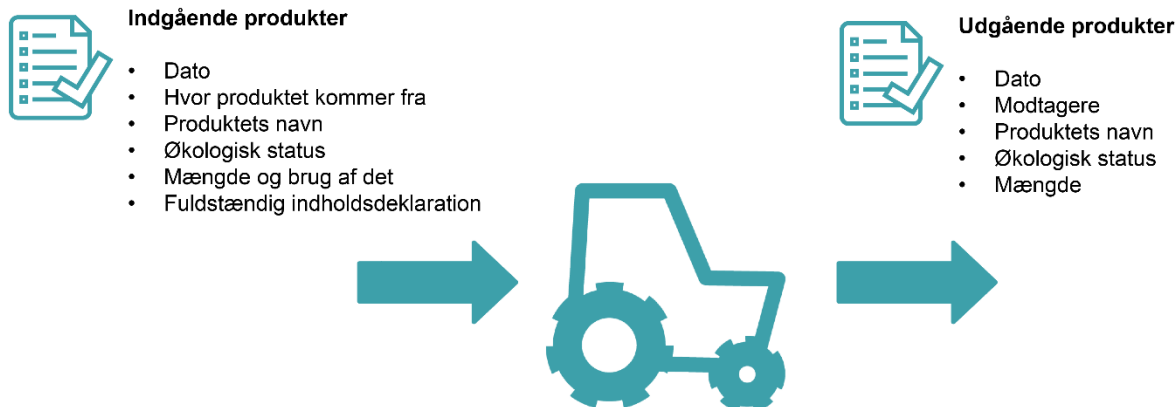 Indgående produkter
• Dato
• Hvor produktet kommer fra
• Produktets navn
• Økologisk status
• Mængde og brug af det
• Fuldstændig indholdsdeklaration
Udgående produkter
• Dato
• Modtagere
• Produktets navn
• Økologisk status
• Mængde